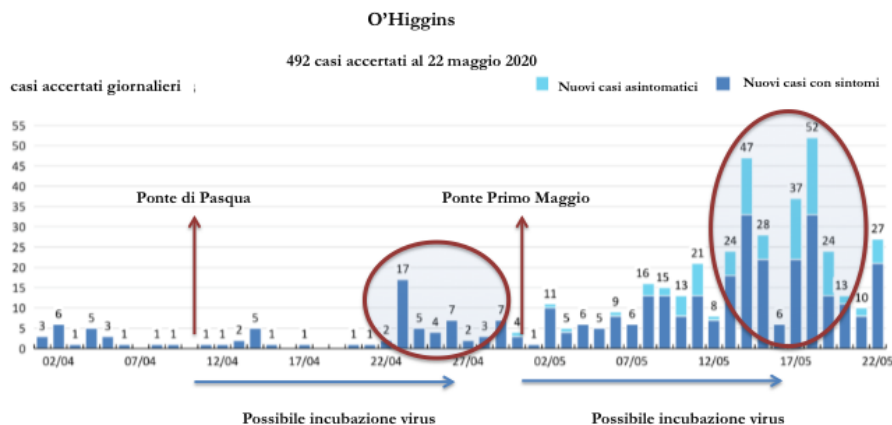 O'Higgins
492 casi accertati al 22 maggio 2020
casi accertati giornalieri
Nuovi casi asintomatici
Nuovi casi con sintomi
55
50
45
40
35
30
25
20
15
10
5
0
Ponte di Pasqua
Ponte Primo Maggio
3 6 1 5 3 1 1 1 1 1 2 5 1 1 1 1 2 17 5 4 7 2 3 7 4 1 11 5 6 5 9 6 16 15 13 21 8 24 47 28 6 37 52 24 13 10 27
02/04 07/04 12/04 17/04 22/04 27/04 02/05 07/05 12/05 17/05 22/05
Possibile incubazione virus
Possibile incubazione virus